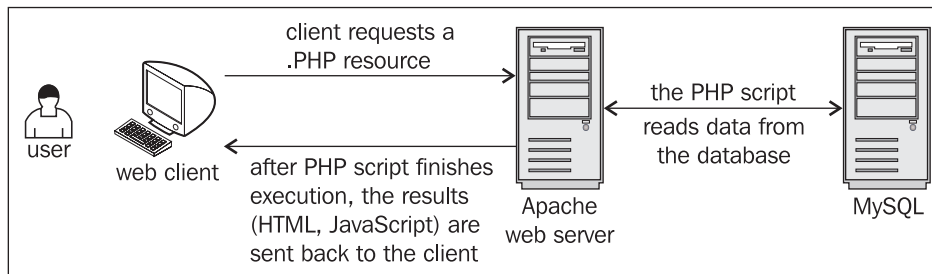 client requests a
.PHP resource
the PHP script
reads data from
the database
user
web client
after PHP script finishes
execution, the results
(HTML, JavaScript) are
sent back to the client
Apache
web server
MySQL